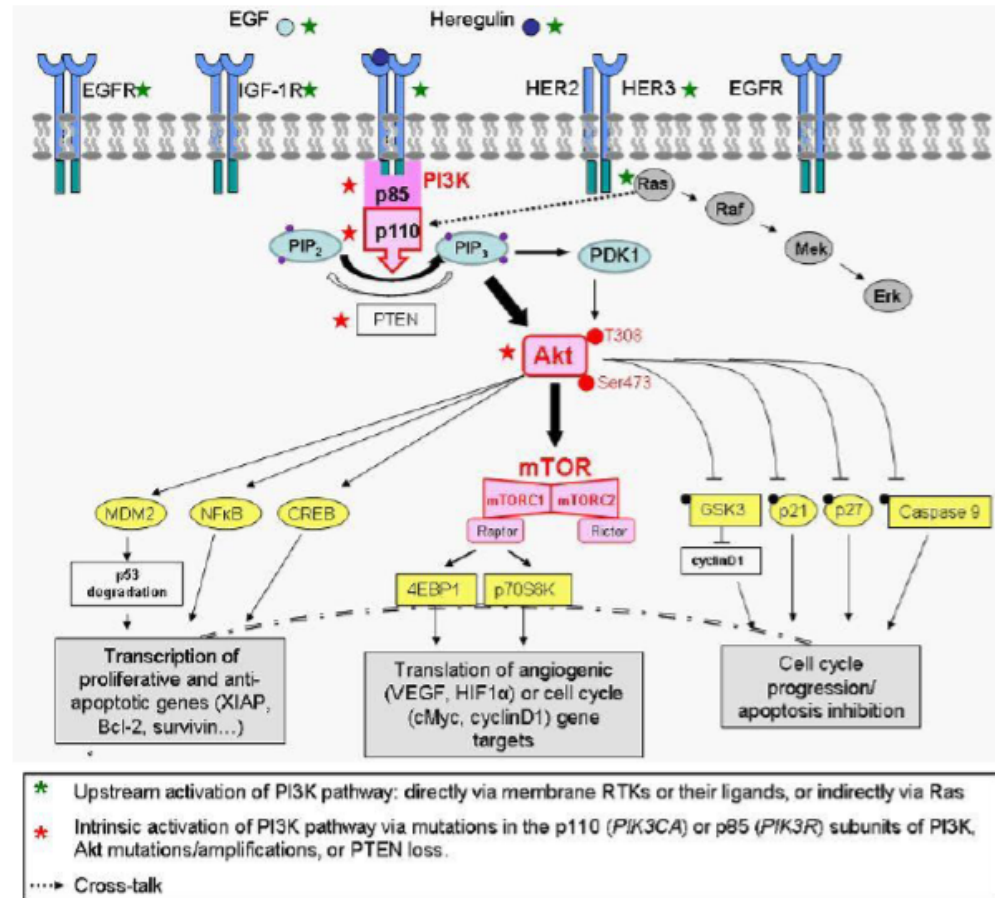 EGF
Heregulin
EGFR
IGF-1R
HER2
HER3
EGFR
PI3K
p85
p110
Ras
Raf
Mek
Erk
PIP2
PIP3
PDK1
PTEN
Akt
T308
Ser473
mTOR
mTORC1
mTORC2
Raptor
Rictor
MDM2
NFκB
CREB
GSK3
p21
p27
Caspase 9
p53
degradation
4EBP1
p70S6K
cyclinD1
Transcription of
proliferative and anti-
apoptotic genes (XIAP,
Bcl-2, survivin...)
Translation of angiogenic
(VEGF, HIF1α) or cell cycle
(cMyc, cyclinD1) gene
targets
Cell cycle
progression/
apoptosis inhibition
* Upstream activation of PI3K pathway: directly via membrane RTKs or their ligands, or indirectly via Ras
* Intrinsic activation of PI3K pathway via mutations in the p110 (PIK3CA) or p85 (PIK3R) subunits of PI3K,
Akt mutations/amplifications, or PTEN loss.
Cross-talk